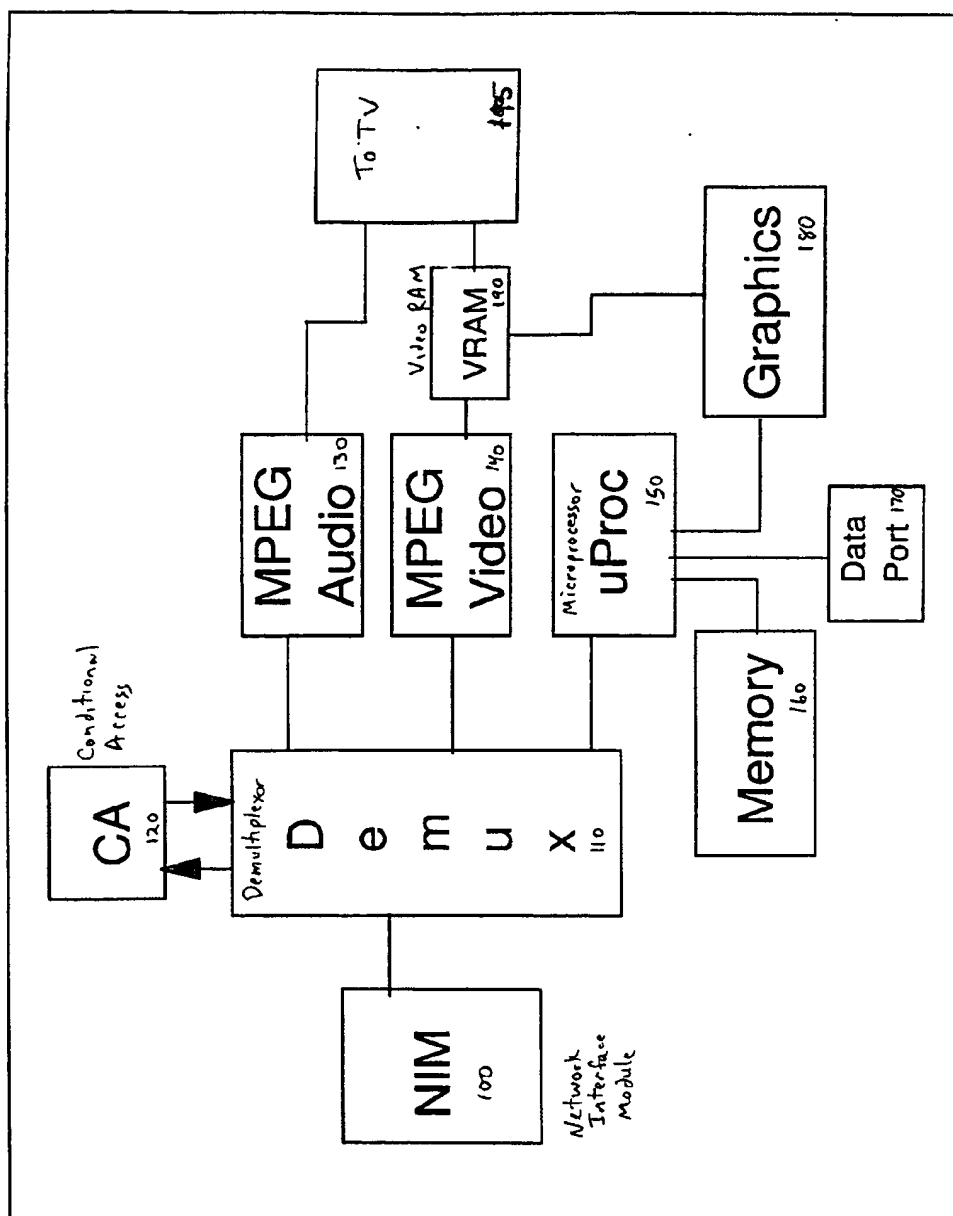 Network
Interface
Module
NIM
100
Conditional
Access
CA
120
Demultiplexor
D
e
m
u
x
110
MPEG
Audio 130
MPEG
Video 140
Microprocessor
uProc
150
Memory
160
Data
Port 170
Video RAM
VRAM
190
Graphics
180
To TV
195